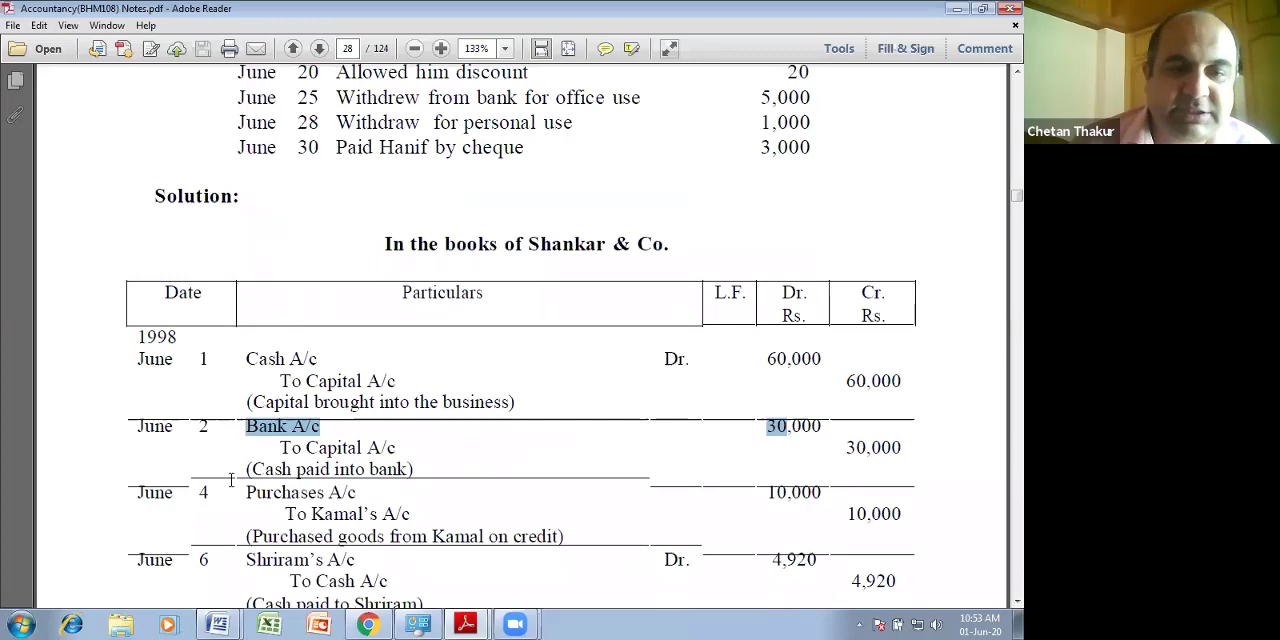 Accountancy(BHM108) Notes.pdf - Adobe Reader
File Edit View Window Help
Open 28 / 124 133% Tools Fill & Sign Comment
June 20 Allowed him discount 20
June 25 Withdrew from bank for office use 5,000
June 28 Withdraw for personal use 1,000
June 30 Paid Hanif by cheque 3,000
Solution:
In the books of Shankar & Co.
Date Particulars L.F. Dr. Cr.
Rs. Rs.
1998
June 1 Cash A/c Dr. 60,000
To Capital A/c 60,000
(Capital brought into the business)
June 2 Bank A/c 30,000
To Capital A/c 30,000
(Cash paid into bank)
June 4 Purchases A/c 10,000
To Kamal's A/c 10,000
(Purchased goods from Kamal on credit)
June 6 Shriram's A/c Dr. 4,920
To Cash A/c 4,920
(Cash paid to Shriram)
Chetan Thakur
10:53 AM
01-Jun-20